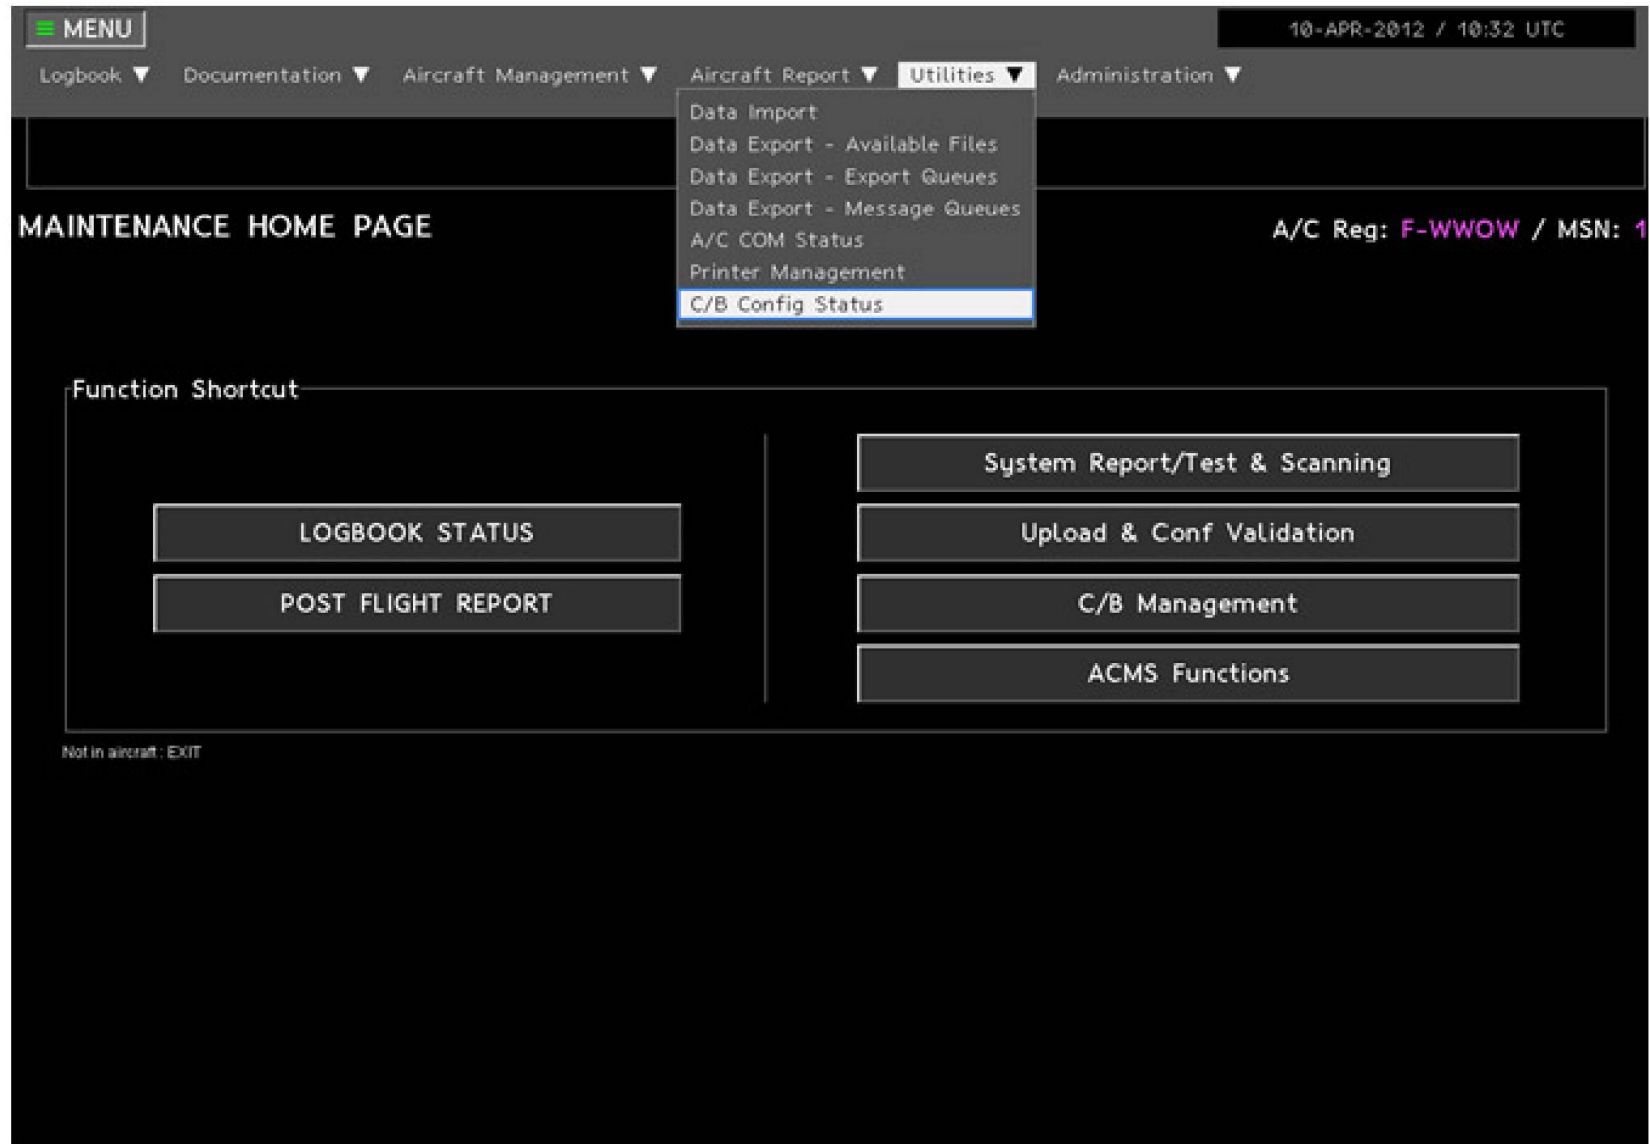 MENU
10-APR-2012 / 10:32 UTC
Logbook ▼ Documentation ▼ Aircraft Management ▼ Aircraft Report ▼ Utilities ▼ Administration ▼
Data Import
Data Export - Available Files
Data Export - Export Queues
Data Export - Message Queues
A/C COM Status
Printer Management
C/B Config Status
MAINTENANCE HOME PAGE
A/C Reg: F-WWOW / MSN: 1
Function Shortcut
LOGBOOK STATUS
POST FLIGHT REPORT
System Report/Test & Scanning
Upload & Conf Validation
C/B Management
ACMS Functions
Not in aircraft : EXIT